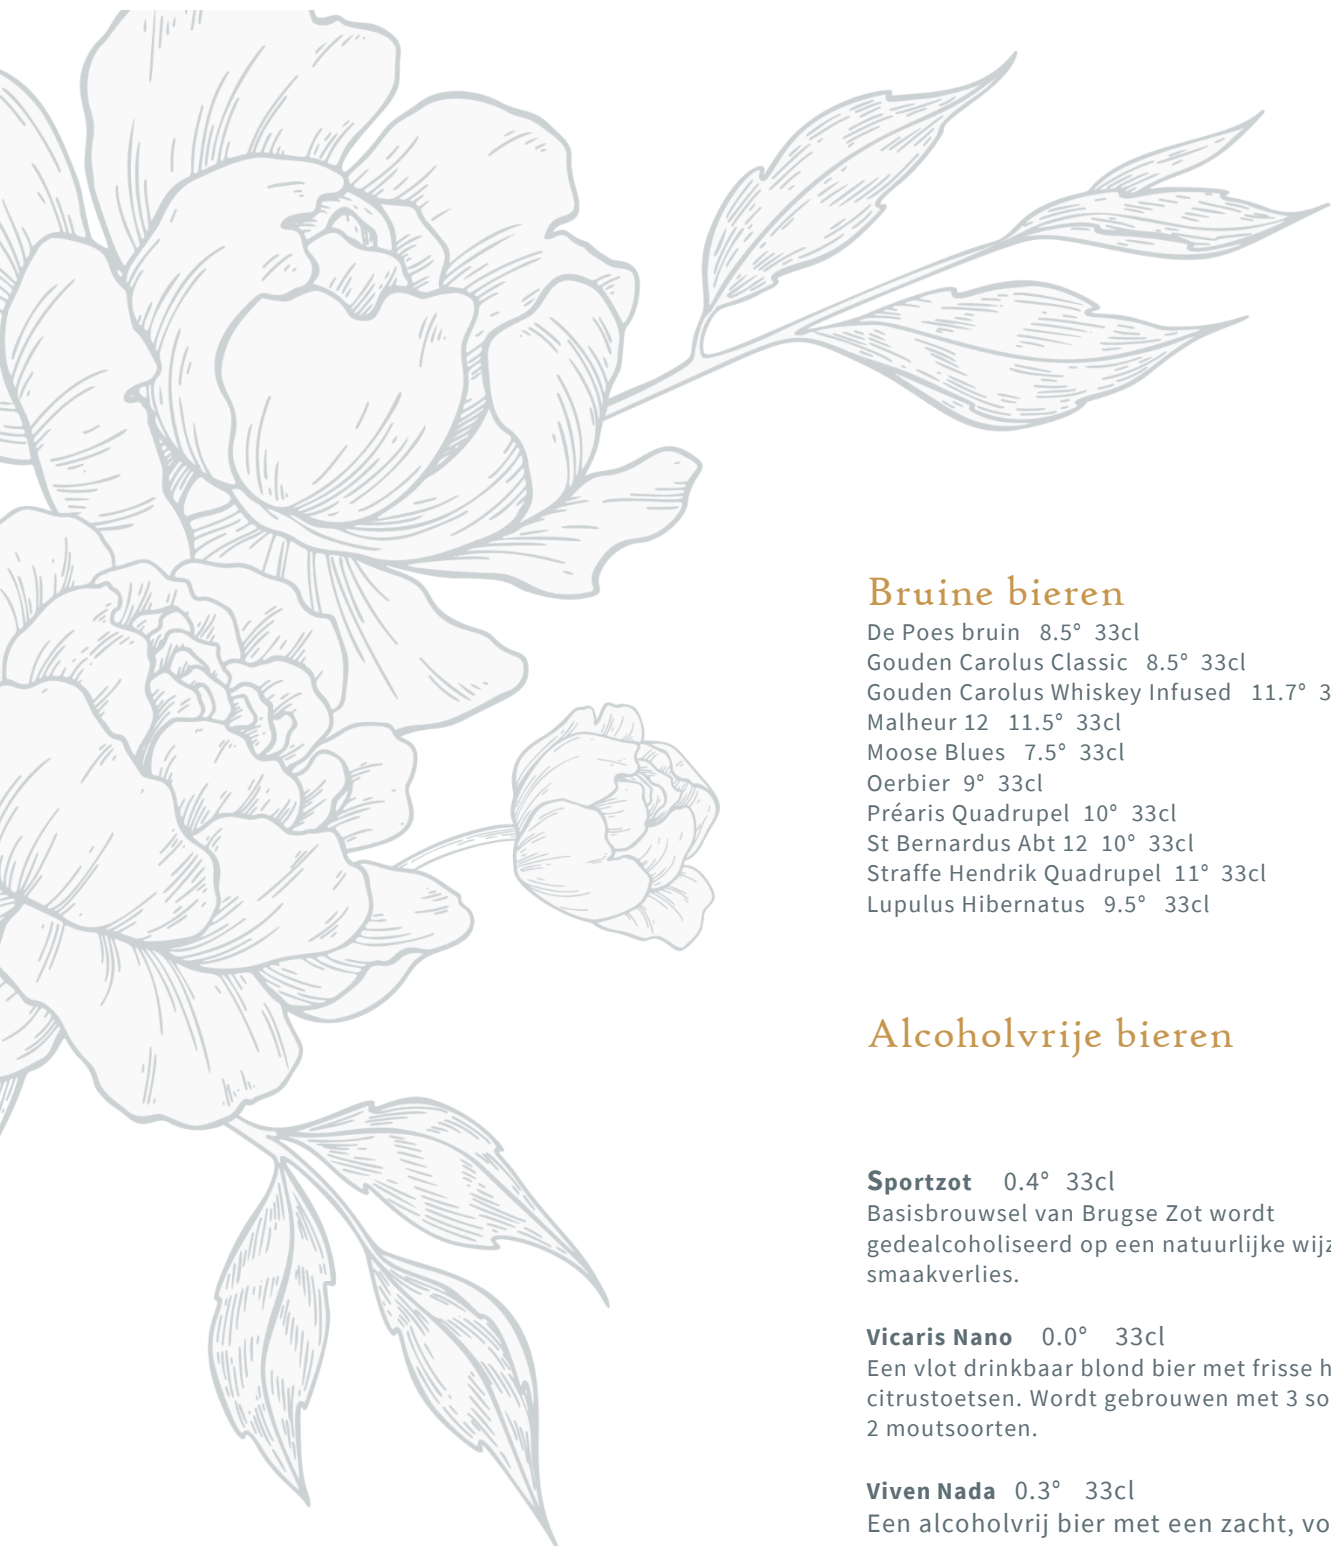 Bruine bieren
De Poes bruin 8.5° 33cl
Gouden Carolus Classic 8.5° 33cl
Gouden Carolus Whiskey Infused 11.7° 3
Malheur 12 11.5° 33cl
Moose Blues 7.5° 33cl
Oerbier 9° 33cl
Préaris Quadrupel 10° 33cl
St Bernardus Abt 12 10° 33cl
Straffe Hendrik Quadrupel 11° 33cl
Lupulus Hibernatus 9.5° 33cl
Alcoholvrije bieren
Sportzot 0.4° 33cl
Basisbrouwsel van Brugse Zot wordt
gedealcoholiseerd op een natuurlijke wijz
smaakverlies.
Vicaris Nano 0.0° 33cl
Een vlot drinkbaar blond bier met frisse h
citrustoetsen. Wordt gebrouwen met 3 so
2 moutsoorten.
Viven Nada 0.3° 33cl
Een alcoholvrij bier met een zacht, vo